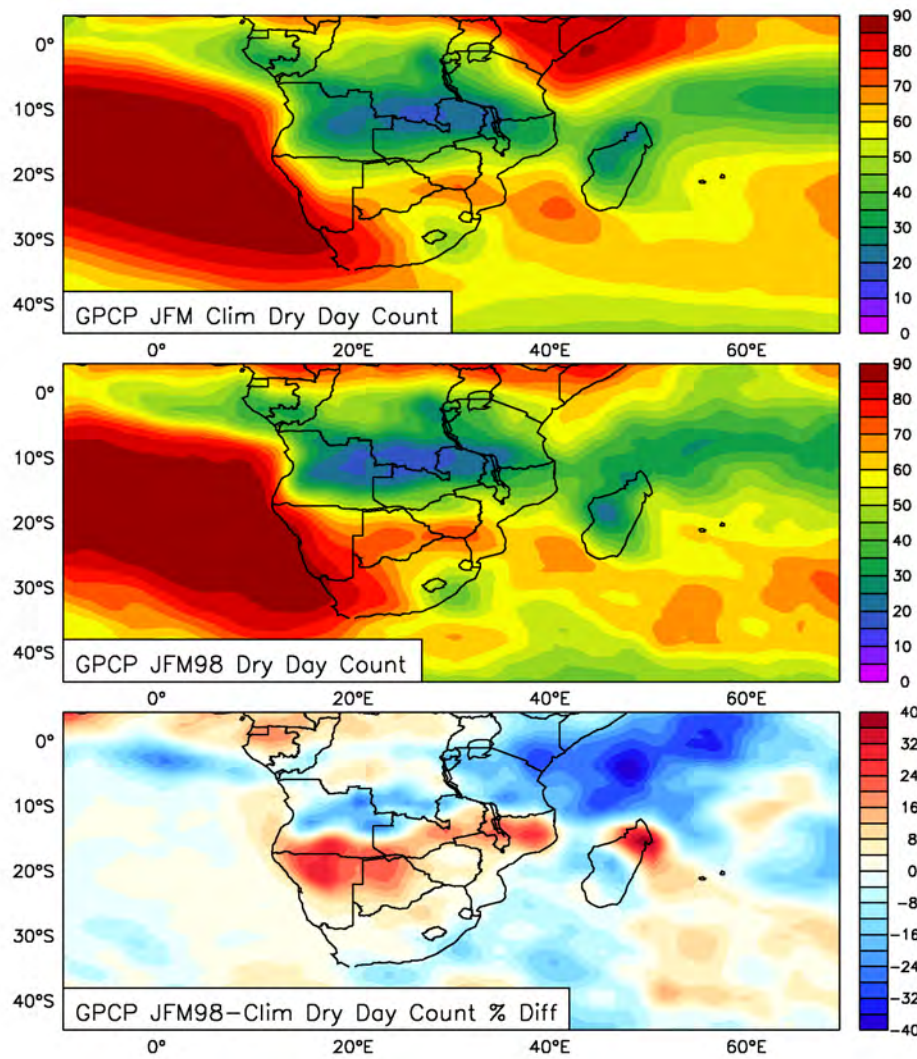 0°
10°S
20°S
30°S
40°S
GPCP JFM Clim Dry Day Count
0° 20°E 40°E 60°E
90
80
70
60
50
40
30
20
10
0
0°
10°S
20°S
30°S
40°S
GPCP JFM98 Dry Day Count
0° 20°E 40°E 60°E
90
80
70
60
50
40
30
20
10
0
0°
10°S
20°S
30°S
40°S
GPCP JFM98-Clim Dry Day Count % Diff
0° 20°E 40°E 60°E
40
32
24
16
8
0
-8
-16
-24
-32
-40